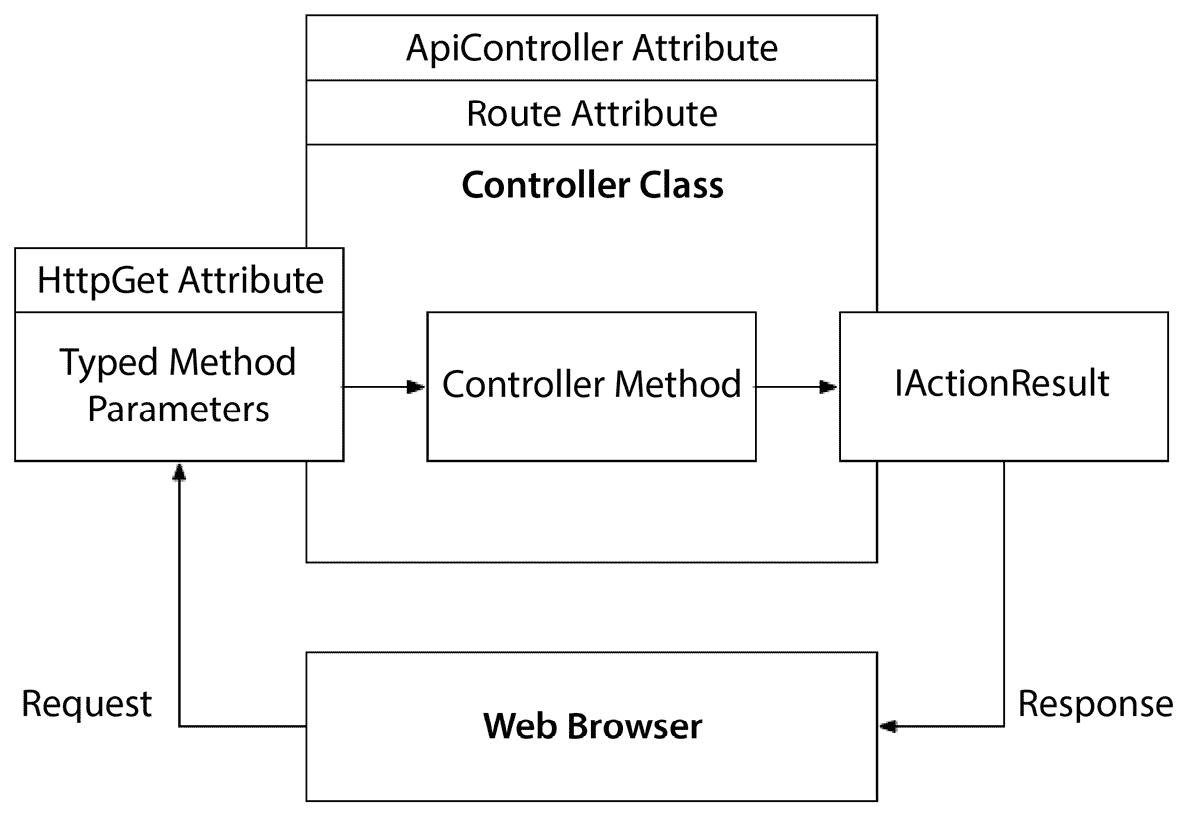 ApiController Attribute
Route Attribute
Controller Class
HttpGet Attribute
Typed Method
Parameters
Controller Method
IActionResult
Request
Web Browser
Response